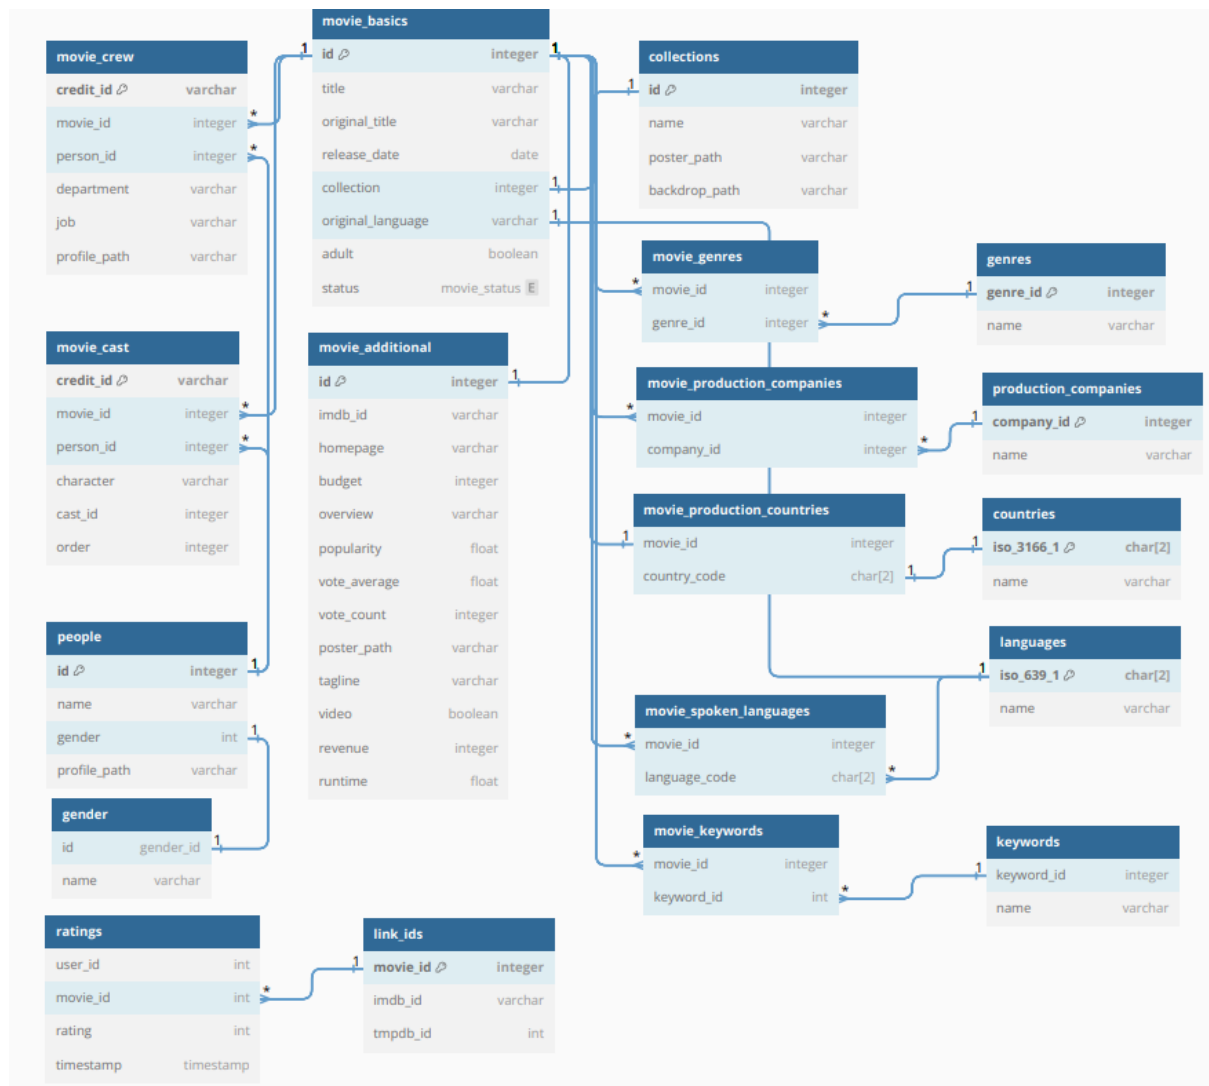 movie_basics
id integer
title varchar
original_title varchar
release_date date
collection integer
original_language varchar
adult boolean
status movie_status E
movie_crew
credit_id varchar
movie_id integer
person_id integer
department varchar
job varchar
profile_path varchar
collections
id integer
name varchar
poster_path varchar
backdrop_path varchar
movie_genres
movie_id integer
genre_id integer
genres
genre_id integer
name varchar
movie_cast
credit_id varchar
movie_id integer
person_id integer
character varchar
cast_id integer
order integer
movie_additional
id integer
imdb_id varchar
homepage varchar
budget integer
overview varchar
popularity float
vote_average float
vote_count integer
poster_path varchar
tagline varchar
video boolean
revenue integer
runtime float
movie_production_companies
movie_id integer
company_id integer
production_companies
company_id integer
name varchar
movie_production_countries
movie_id integer
country_code char[2]
countries
iso_3166_1 char[2]
name varchar
people
id integer
name varchar
gender int
profile_path varchar
languages
iso_639_1 char[2]
name varchar
movie_spoken_languages
movie_id integer
language_code char[2]
gender
id gender_id
name varchar
movie_keywords
movie_id integer
keyword_id int
keywords
keyword_id integer
name varchar
ratings
user_id int
movie_id int
rating int
timestamp timestamp
link_ids
movie_id integer
imdb_id varchar
tmpdb_id int